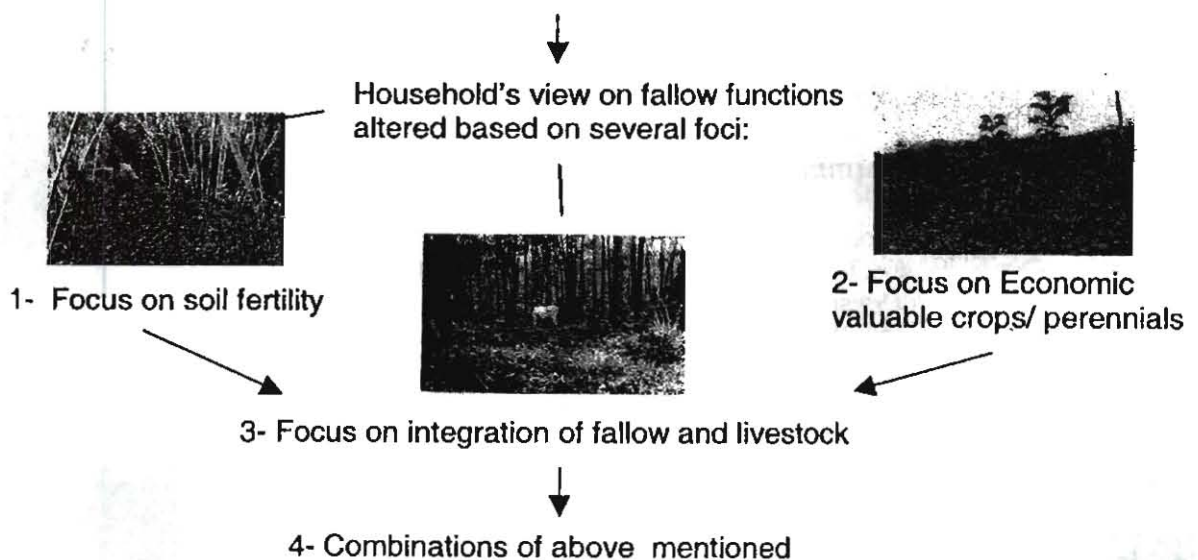 Household's view on fallow functions
altered based on several foci:
1- Focus on soil fertility
2- Focus on Economic
valuable crops/ perennials
3- Focus on integration of fallow and livestock
4- Combinations of above mentioned